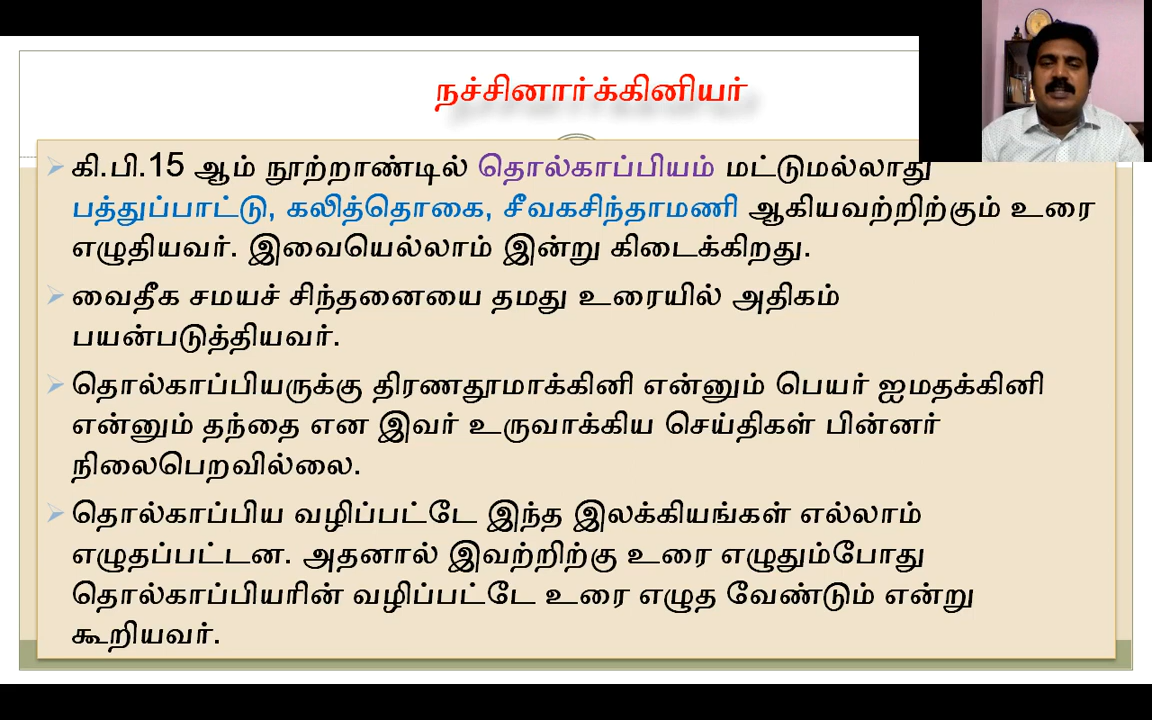 நச்சினார்க்கினியர்
கி.பி.15 ஆம் நூற்றாண்டில் தொல்காப்பியம் மட்டுமல்லாது
பத்துப்பாட்டு, கலித்தொகை, சீவகசிந்தாமணி ஆகியவற்றிற்கும் உரை
எழுதியவர். இவையெல்லாம் இன்று கிடைக்கிறது.
வைதீக சமயச் சிந்தனையை தமது உரையில் அதிகம்
பயன்படுத்தியவர்.
தொல்காப்பியருக்கு திரணதூமாக்கினி என்னும் பெயர் ஐமதக்கினி
என்னும் தந்தை என இவர் உருவாக்கிய செய்திகள் பின்னர்
நிலைபெறவில்லை.
தொல்காப்பிய வழிப்பட்டே இந்த இலக்கியங்கள் எல்லாம்
எழுதப்பட்டன. அதனால் இவற்றிற்கு உரை எழுதும்போது
தொல்காப்பியரின் வழிப்பட்டே உரை எழுத வேண்டும் என்று
கூறியவர்.